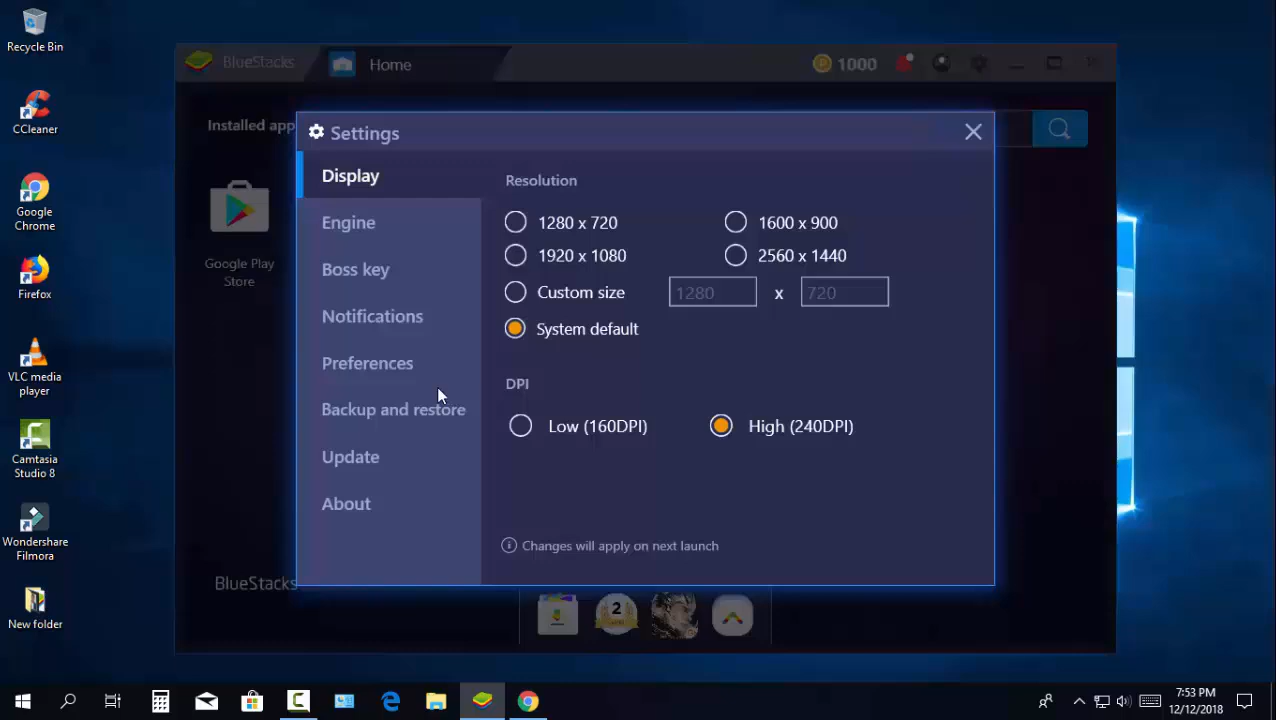 Recycle Bin
CCleaner
Google
Chrome
Firefox
VLC media
player
Camtasia
Studio 8
Wondershare
Filmora
New folder
BlueStacks
Home
1000
Installed app
Google Play
Store
BlueStacks
Settings
Display
Engine
Boss key
Notifications
Preferences
Backup and restore
Update
About
Resolution
1280 x 720
1600 x 900
1920 x 1080
2560 x 1440
Custom size
1280
x
720
System default
DPI
Low (160DPI)
High (240DPI)
Changes will apply on next launch
2
7:53 PM
12/12/2018